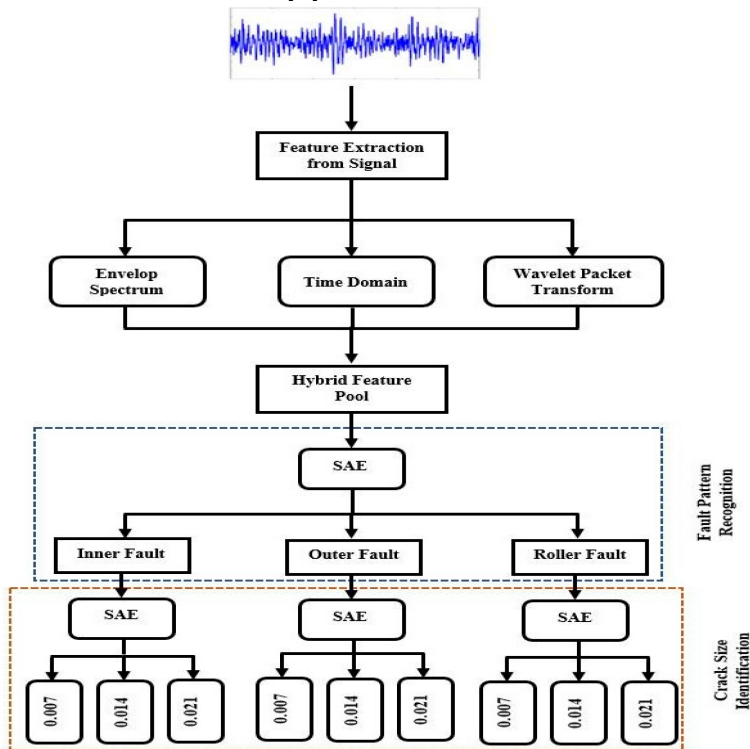 Feature Extraction
from Signal
Envelop
Spectrum
Time Domain
Wavelet Packet
Transform
Hybrid Feature
Pool
SAE
Inner Fault
Outer Fault
Roller Fault
Fault Pattern
Recognition
SAE
SAE
SAE
0.007
0.014
0.021
0.007
0.014
0.021
0.007
0.014
0.021
Crack Size
Identification